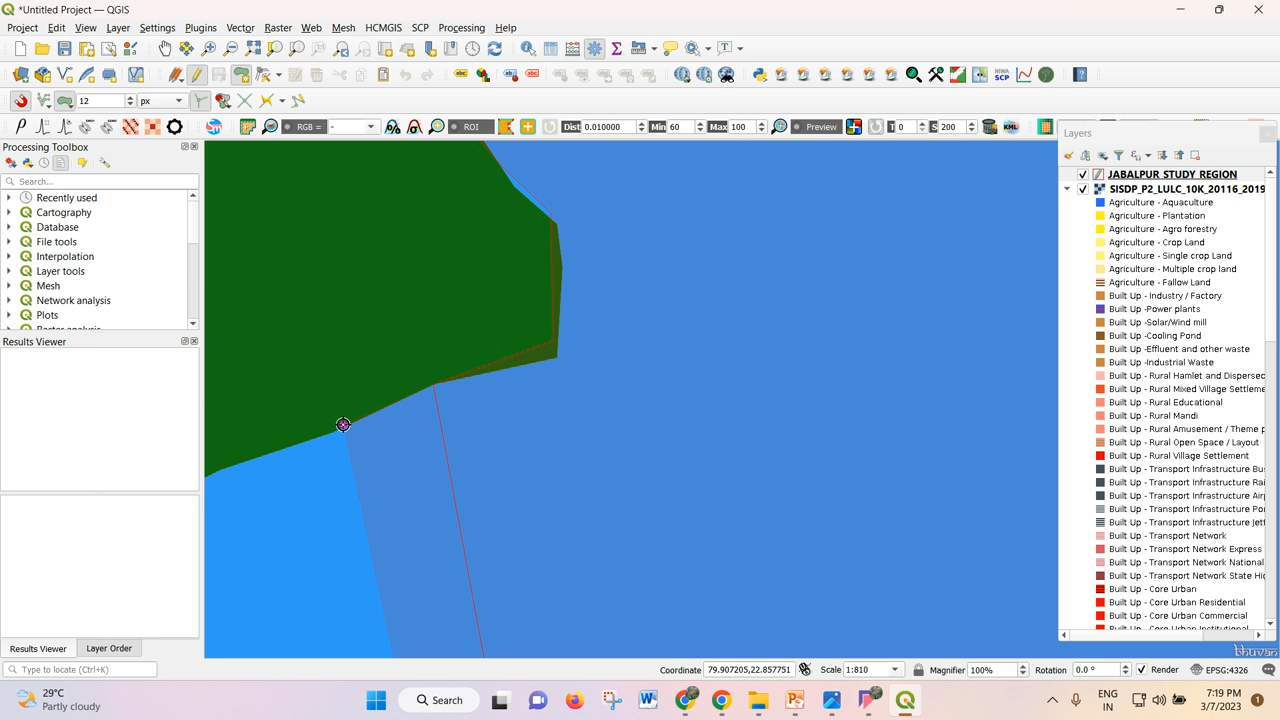 *Untitled Project — QGIS
Project Edit View Layer Settings Plugins Vector Raster Web Mesh HCMGIS SCP Processing Help
12 px
RGB = - ROI Dist 0.010000 Min 60 Max 100 Preview T 0 S 200 KML
Processing Toolbox
Search...
Recently used
Cartography
Database
File tools
Interpolation
Layer tools
Mesh
Network analysis
Plots
Raster analysis
Results Viewer
Results Viewer Layer Order
Layers
JABALPUR STUDY REGION
SISDP_P2_LULC_10K_20116_2019
Agriculture - Aquaculture
Agriculture - Plantation
Agriculture - Agro forestry
Agriculture - Crop Land
Agriculture - Single crop Land
Agriculture - Multiple crop land
Agriculture - Fallow Land
Built Up - Industry / Factory
Built Up -Power plants
Built Up -Solar/Wind mill
Built Up -Cooling Pond
Built Up -Effluent and other waste
Built Up -Industrial Waste
Built Up - Rural Hamlet and Dispersec
Built Up - Rural Mixed Village Settleme
Built Up - Rural Educational
Built Up - Rural Mandi
Built Up - Rural Amusement / Theme p
Built Up - Rural Open Space / Layout
Built Up - Rural Village Settlement
Built Up - Transport Infrastructure Bu
Built Up - Transport Infrastructure Rai
Built Up - Transport Infrastructure Air
Built Up - Transport Infrastructure Po
Built Up - Transport Infrastructure Jet
Built Up - Transport Network
Built Up - Transport Network Express
Built Up - Transport Network National
Built Up - Transport Network State Hi
Built Up - Core Urban
Built Up - Core Urban Residential
Built Up - Core Urban Commercial
Built Up - Core Urban Institutional
bhuvan
Type to locate (Ctrl+K) Coordinate 79.907205,22.857751 Scale 1:810 Magnifier 100% Rotation 0.0 ° Render EPSG:4326
29°C
Partly cloudy
Search
ENG
IN
7:19 PM
3/7/2023
1